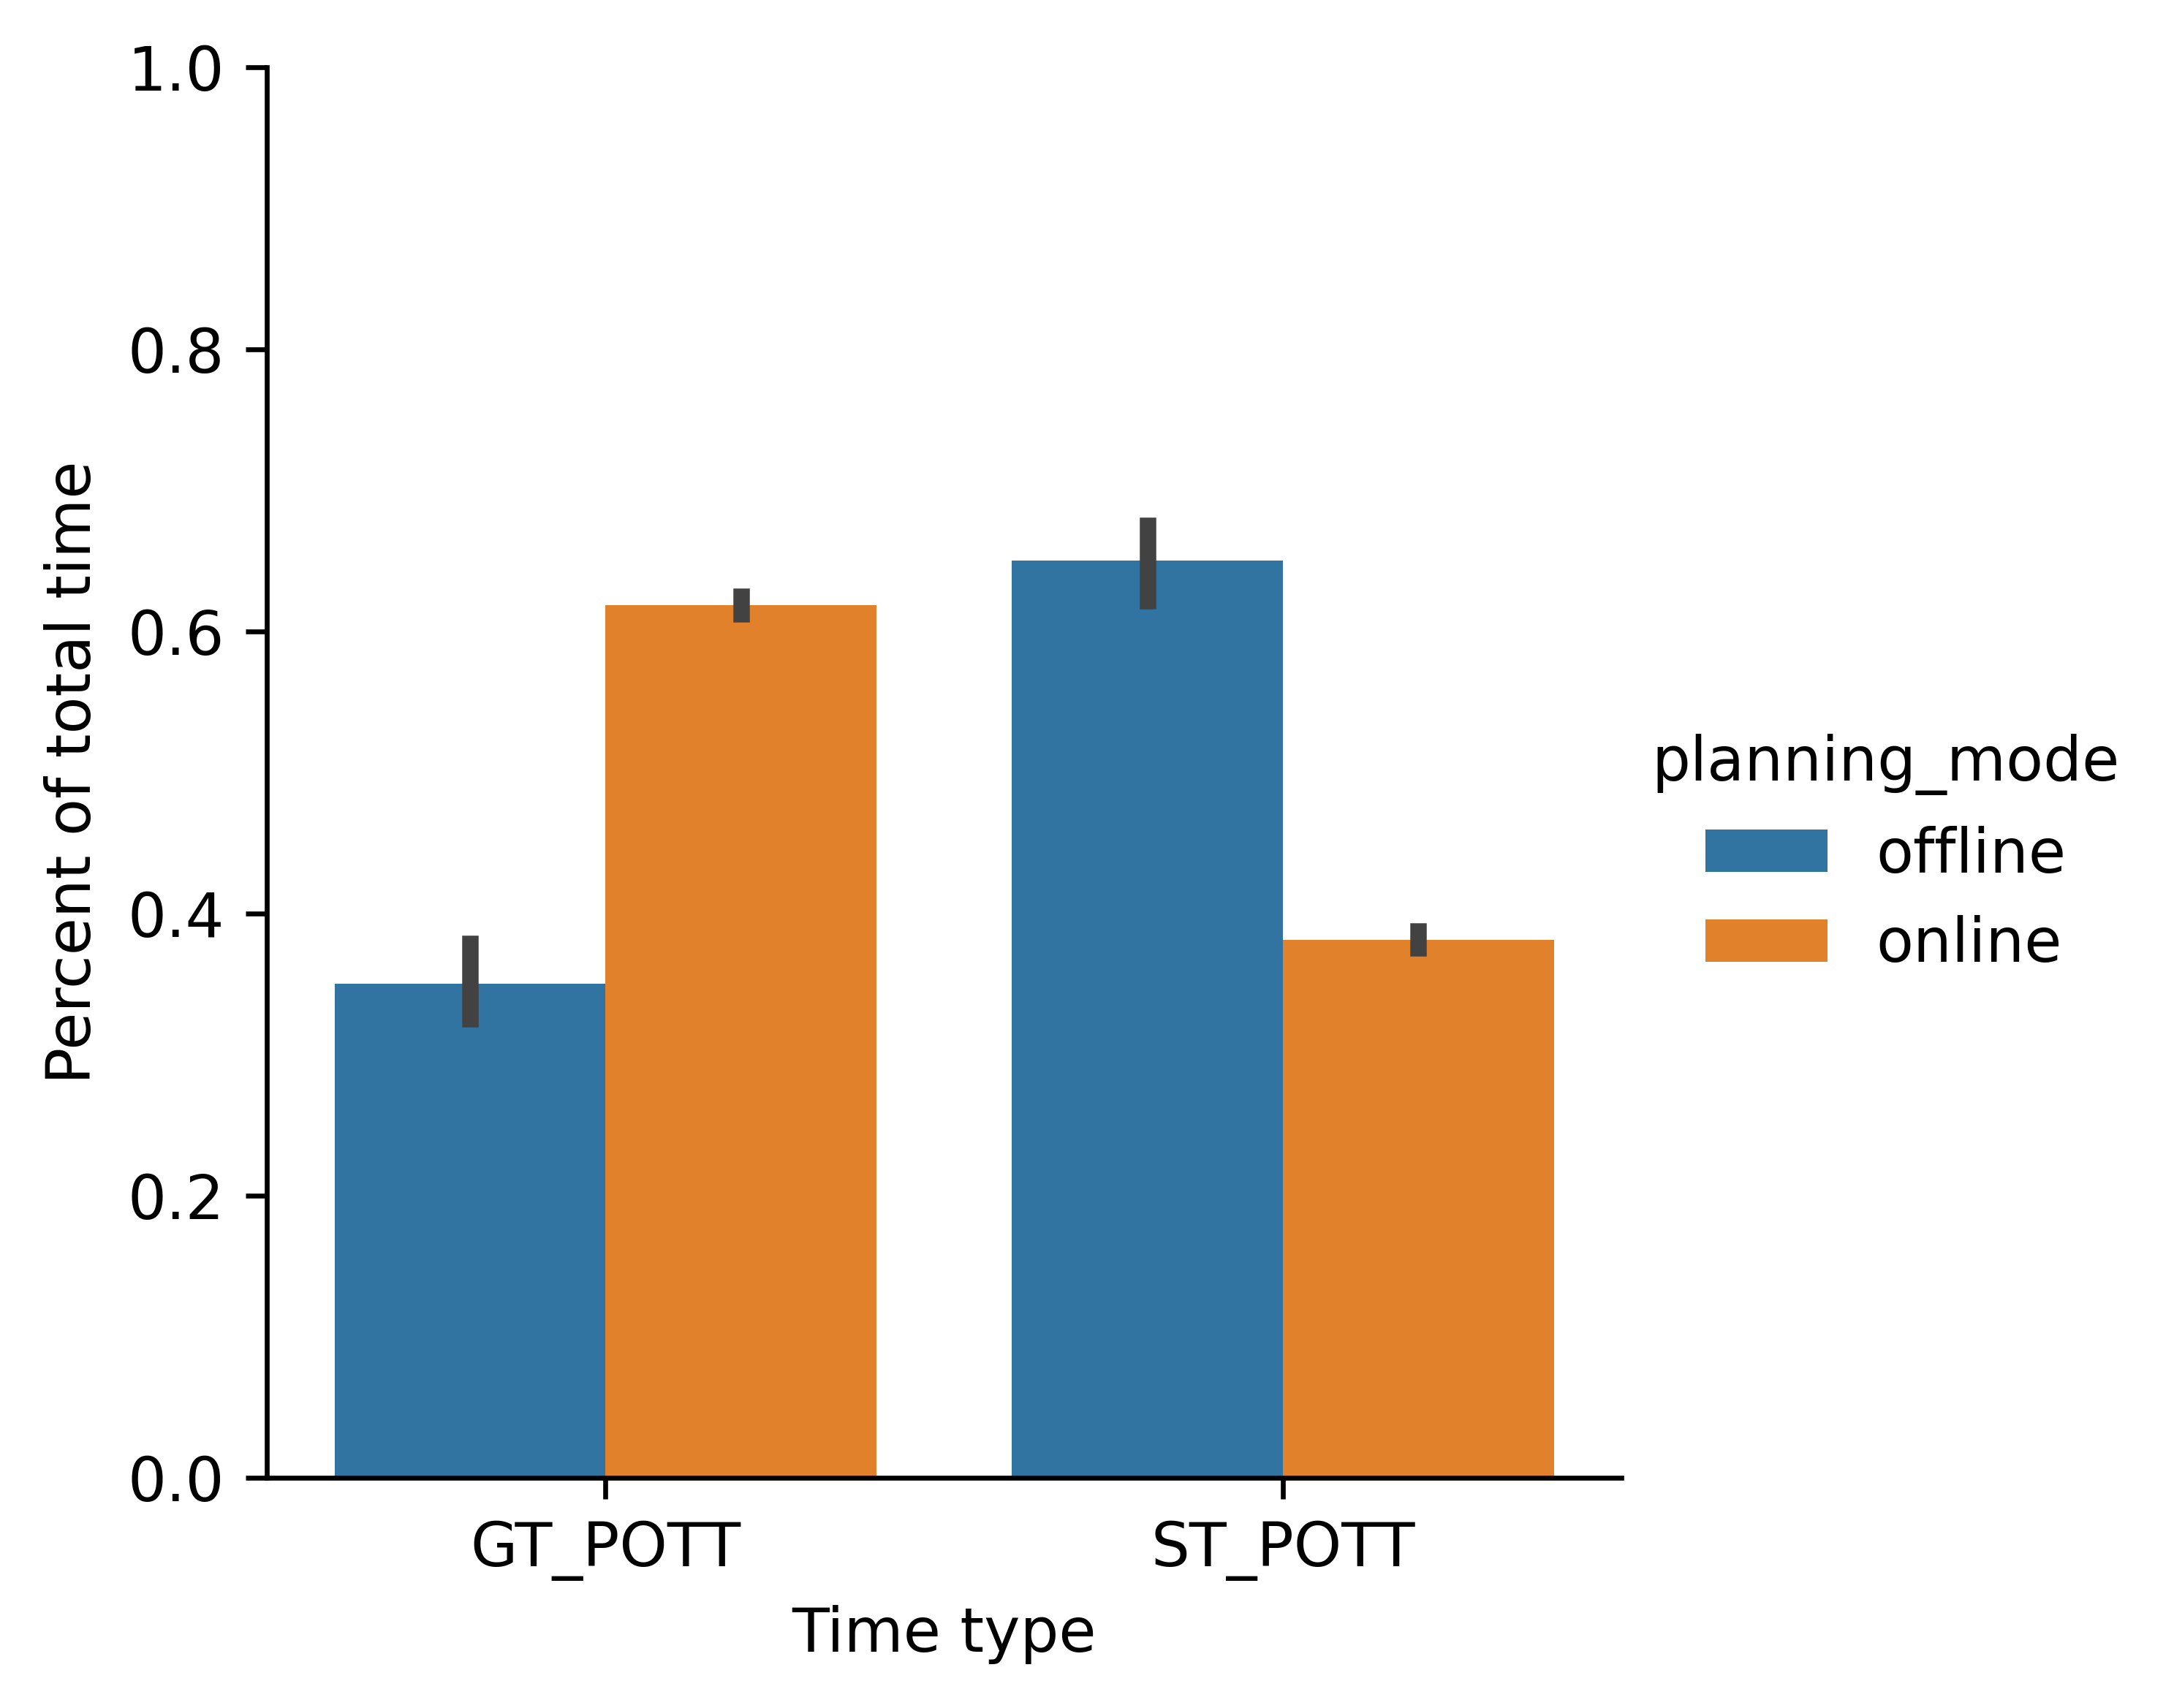 1.0
0.8
0.6
0.4
0.2
0.0
Percent of total time
GT_POTT
ST_POTT
Time type
planning_mode
offline
online